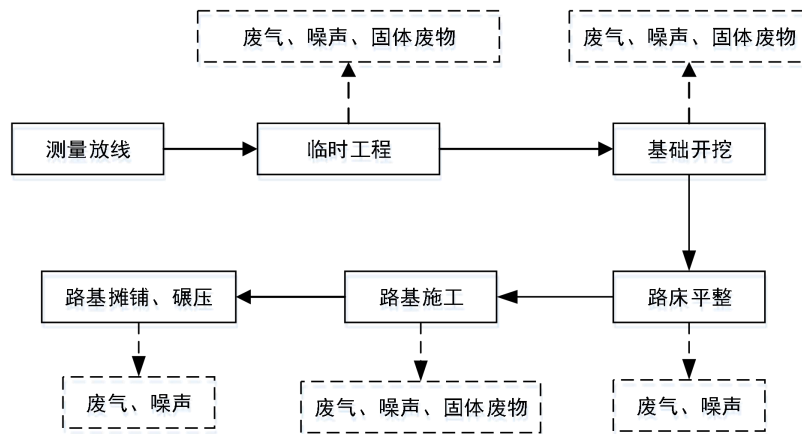 废气、噪声、固体废物
废气、噪声、固体废物
测量放线
临时工程
基础开挖
路基摊铺、碾压
路基施工
路床平整
废气、噪声
废气、噪声、固体废物
废气、噪声